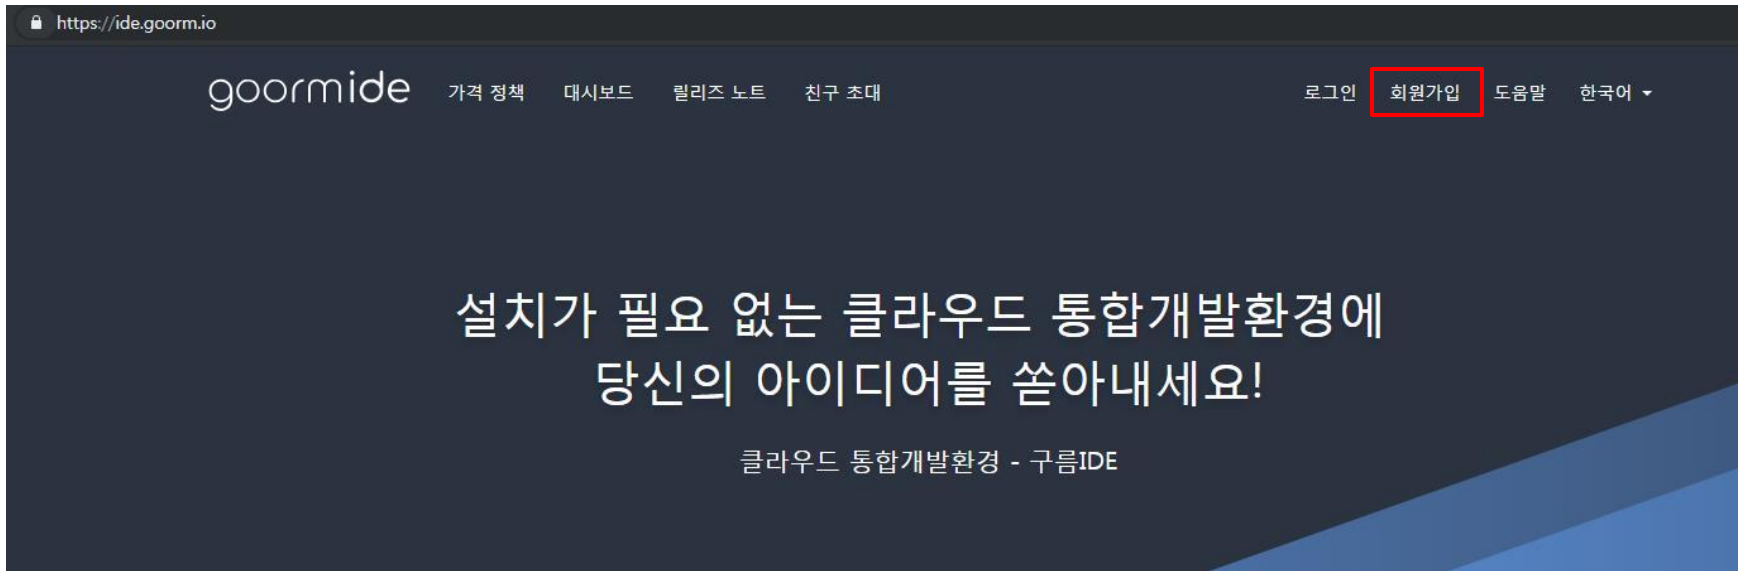 https://ide.goorm.io
goormide 가격 정책 대시보드 릴리즈 노트 친구 초대 로그인 회원가입 도움말 한국어
설치가 필요 없는 클라우드 통합개발환경에
당신의 아이디어를 쏟아내세요!
클라우드 통합개발환경 - 구름IDE